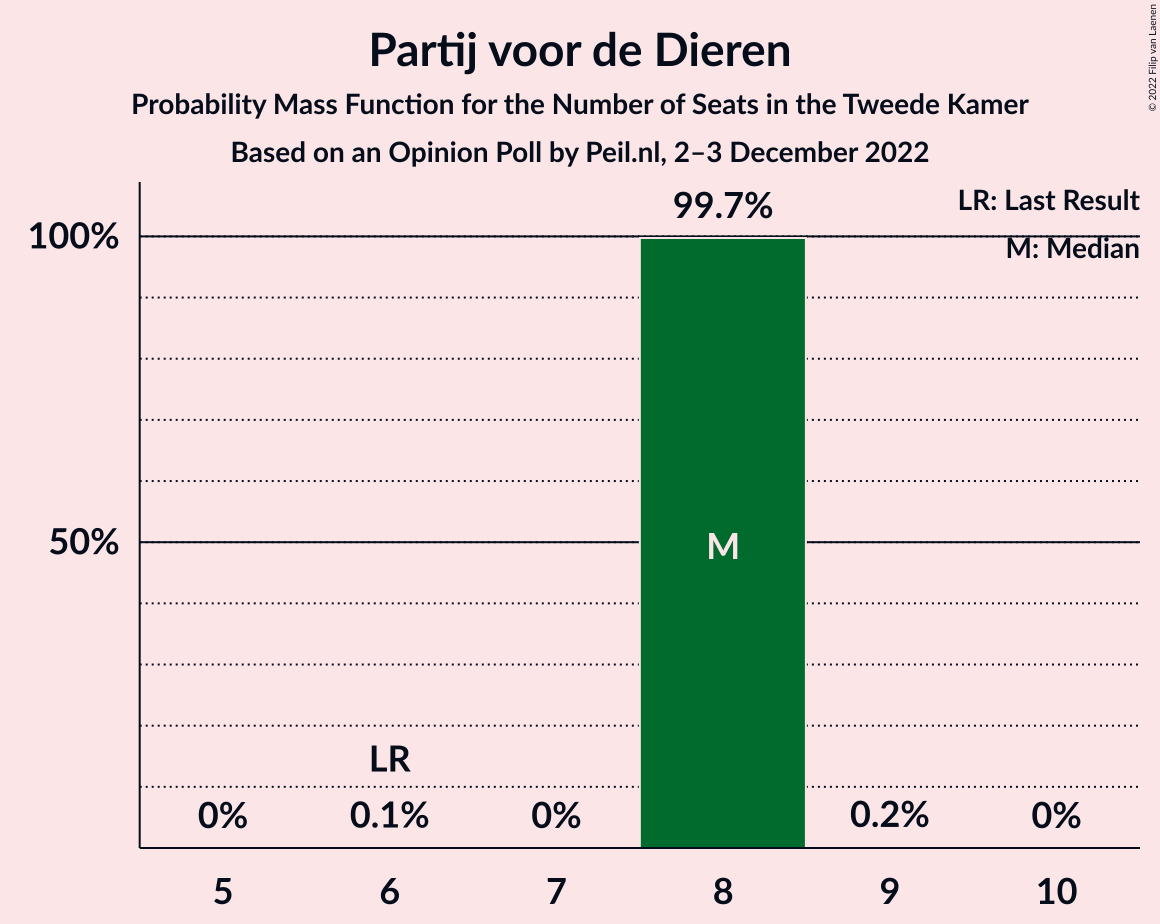 Partij voor de Dieren
Probability Mass Function for the Number of Seats in the Tweede Kamer
Based on an Opinion Poll by Peil.nl, 2–3 December 2022
© 2022 Filip van Laenen
LR: Last Result
M: Median
99.7%
100%
50%
M
LR
0% 0.1% 0% 0.2% 0%
5 6 7 8 9 10